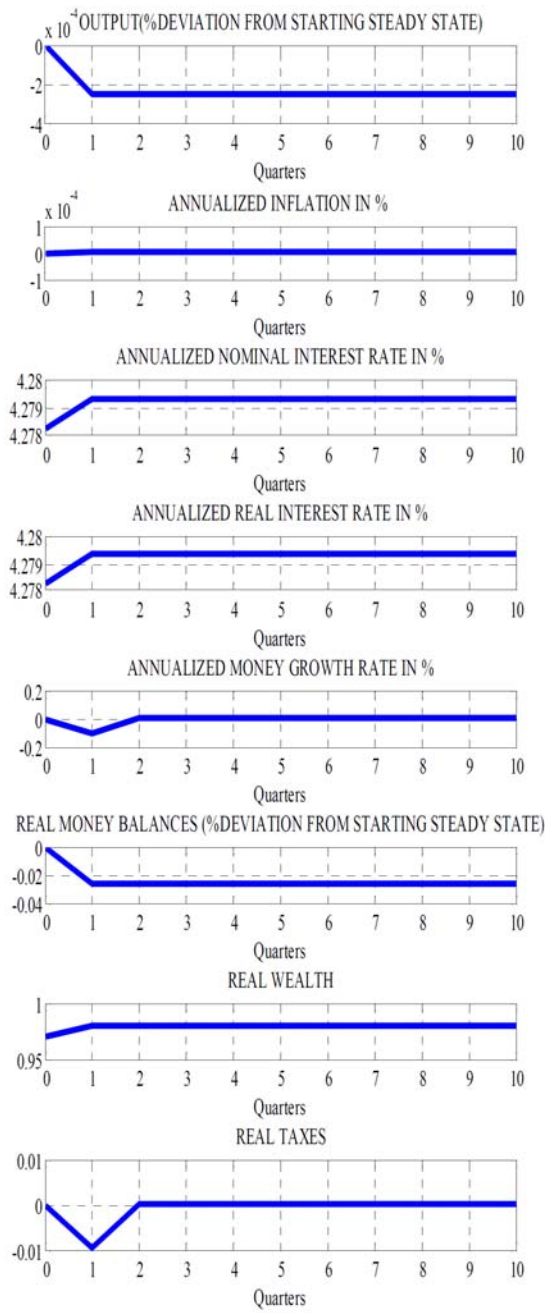 x 10⁻⁴ OUTPUT(%DEVIATION FROM STARTING STEADY STATE)
0
-2
-4
0 1 2 3 4 5 6 7 8 9 10
Quarters
ANNUALIZED INFLATION IN %
x 10⁻⁴
1
0
-1
0 1 2 3 4 5 6 7 8 9 10
Quarters
ANNUALIZED NOMINAL INTEREST RATE IN %
4.28
4.279
4.278
0 1 2 3 4 5 6 7 8 9 10
Quarters
ANNUALIZED REAL INTEREST RATE IN %
4.28
4.279
4.278
0 1 2 3 4 5 6 7 8 9 10
Quarters
ANNUALIZED MONEY GROWTH RATE IN %
0.2
0
-0.2
0 1 2 3 4 5 6 7 8 9 10
Quarters
REAL MONEY BALANCES (%DEVIATION FROM STARTING STEADY STATE)
0
-0.02
-0.04
0 1 2 3 4 5 6 7 8 9 10
Quarters
REAL WEALTH
1
0.95
0 1 2 3 4 5 6 7 8 9 10
Quarters
REAL TAXES
0.01
0
-0.01
0 1 2 3 4 5 6 7 8 9 10
Quarters